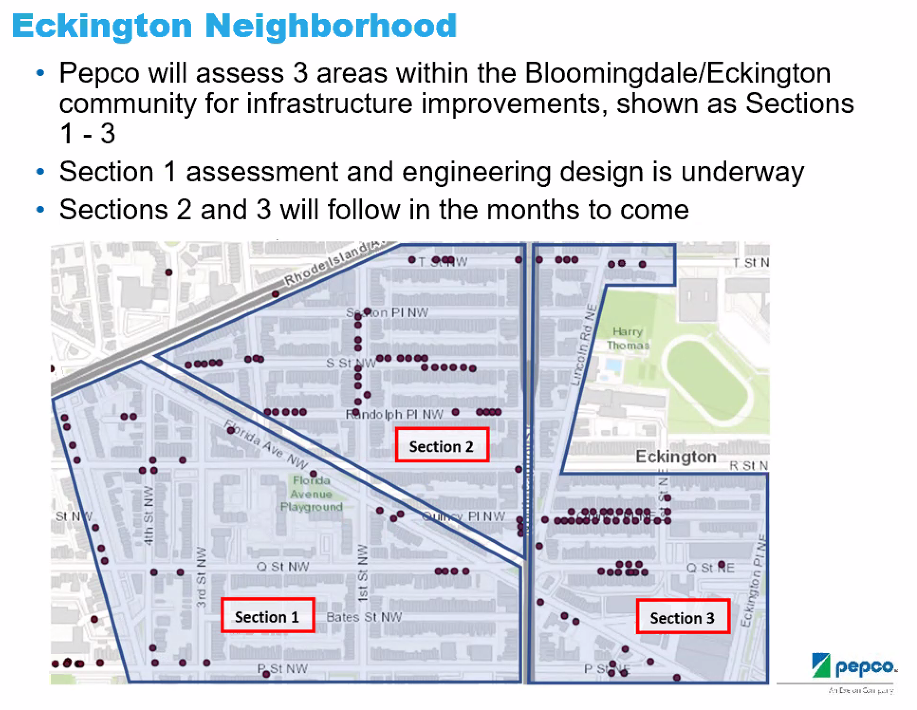 Eckington Neighborhood
• Pepco will assess 3 areas within the Bloomingdale/Eckington
community for infrastructure improvements, shown as Sections
1 - 3
• Section 1 assessment and engineering design is underway
• Sections 2 and 3 will follow in the months to come
Rhode Island A
T St NW
T St N
Lincoln Rd NE
Harry
Thomas
S St NW
Randolph Pl NW
Section 2
Florida Ave NW
Eckington
R St N
Florida
Avenue
Playground
St NW
4th St NW
Quincy Pl NW
3rd St NW
1st St NW
Q St NW
Q St NE
Eckington Pl NE
Section 1
Bates St NW
Section 3
P St NW
P St NE
pepco
An Exelon Company